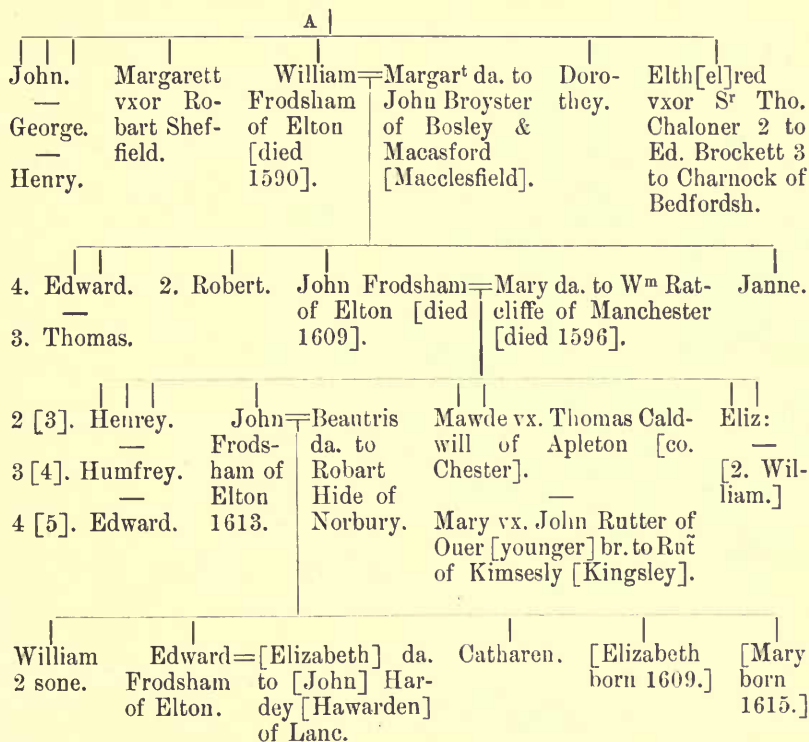 A
John.
—
George.
—
Henry.
Margarett
vxor Ro-
bart Shef-
field.
William
Frodsham
of Elton
[died
1590].
Margarᵗ da. to
John Broyster
of Bosley &
Macasford
[Macclesfield].
Doro-
they.
Elth[el]red
vxor Sʳ Tho.
Chaloner 2 to
Ed. Brockett 3
to Charnock of
Bedfordsh.
4. Edward.
—
3. Thomas.
2. Robert.
John Frodsham
of Elton [died
1609].
Mary da. to Wᵐ Rat-
cliffe of Manchester
[died 1596].
Janne.
2 [3]. Henrey.
—
3 [4]. Humfrey.
—
4 [5]. Edward.
John
Frods-
ham of
Elton
1613.
Beautris
da. to
Robart
Hide of
Norbury.
Mawde vx. Thomas Cald-
will of Apleton [co.
Chester].
—
Mary vx. John Rutter of
Ouer [younger] br. to Rut̃
of Kimsesly [Kingsley].
Eliz:
—
[2. Wil-
liam.]
William
2 sone.
Edward
Frodsham
of Elton.
[Elizabeth] da.
to [John] Har-
dey [Hawarden]
of Lanc.
Catharen.
[Elizabeth
born 1609.]
[Mary
born
1615.]